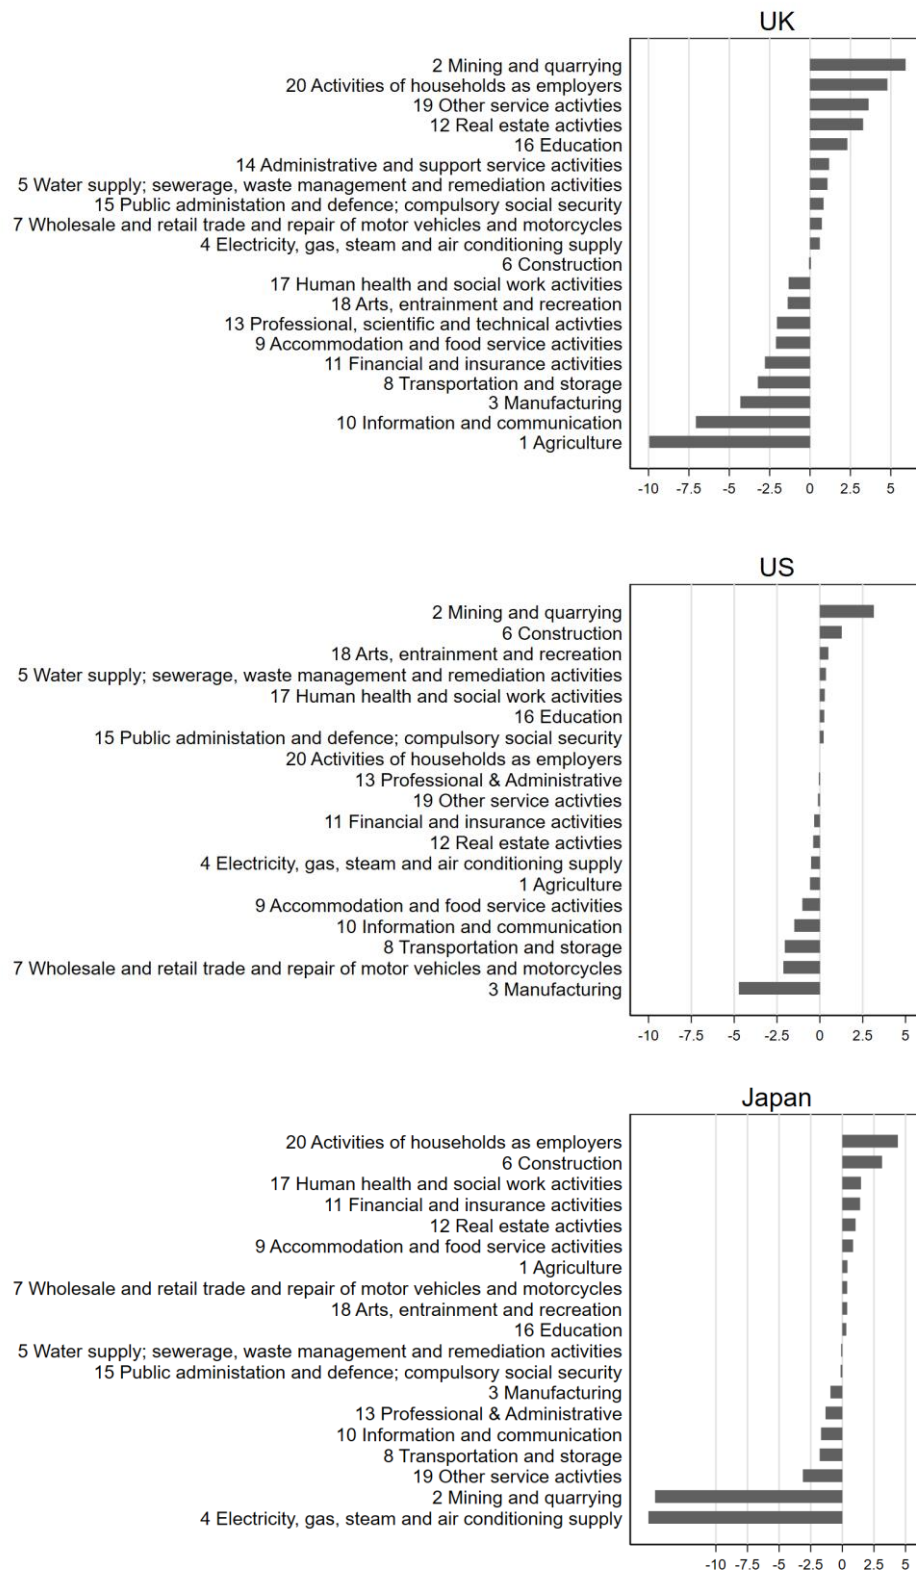 UK
2 Mining and quarrying
20 Activities of households as employers
19 Other service activties
12 Real estate activties
16 Education
14 Administrative and support service activities
5 Water supply; sewerage, waste management and remediation activities
15 Public administation and defence; compulsory social security
7 Wholesale and retail trade and repair of motor vehicles and motorcycles
4 Electricity, gas, steam and air conditioning supply
6 Construction
17 Human health and social work activities
18 Arts, entrainment and recreation
13 Professional, scientific and technical activties
9 Accommodation and food service activities
11 Financial and insurance activities
8 Transportation and storage
3 Manufacturing
10 Information and communication
1 Agriculture
-10 -7.5 -5 -2.5 0 2.5 5
US
2 Mining and quarrying
6 Construction
18 Arts, entrainment and recreation
5 Water supply; sewerage, waste management and remediation activities
17 Human health and social work activities
16 Education
15 Public administation and defence; compulsory social security
20 Activities of households as employers
13 Professional & Administrative
19 Other service activties
11 Financial and insurance activities
12 Real estate activties
4 Electricity, gas, steam and air conditioning supply
1 Agriculture
9 Accommodation and food service activities
10 Information and communication
8 Transportation and storage
7 Wholesale and retail trade and repair of motor vehicles and motorcycles
3 Manufacturing
-10 -7.5 -5 -2.5 0 2.5 5
Japan
20 Activities of households as employers
6 Construction
17 Human health and social work activities
11 Financial and insurance activities
12 Real estate activties
9 Accommodation and food service activities
1 Agriculture
7 Wholesale and retail trade and repair of motor vehicles and motorcycles
18 Arts, entrainment and recreation
16 Education
5 Water supply; sewerage, waste management and remediation activities
15 Public administation and defence; compulsory social security
3 Manufacturing
13 Professional & Administrative
10 Information and communication
8 Transportation and storage
19 Other service activties
2 Mining and quarrying
4 Electricity, gas, steam and air conditioning supply
-10 -7.5 -5 -2.5 0 2.5 5